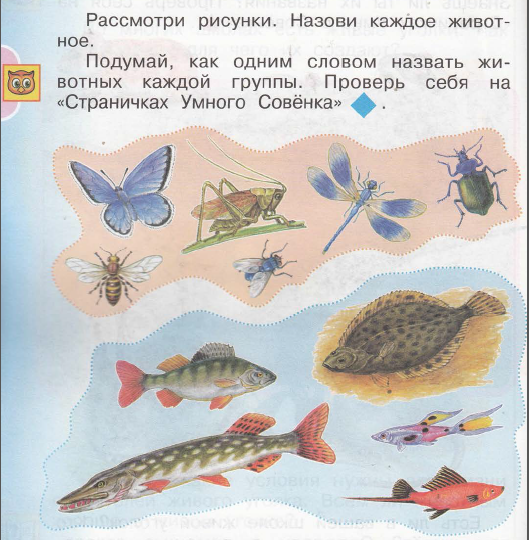 Рассмотри рисунки. Назови каждое живот-
ное.
Подумай, как одним словом назвать жи-
вотных каждой группы. Проверь себя на
«Страничках Умного Совёнка» .